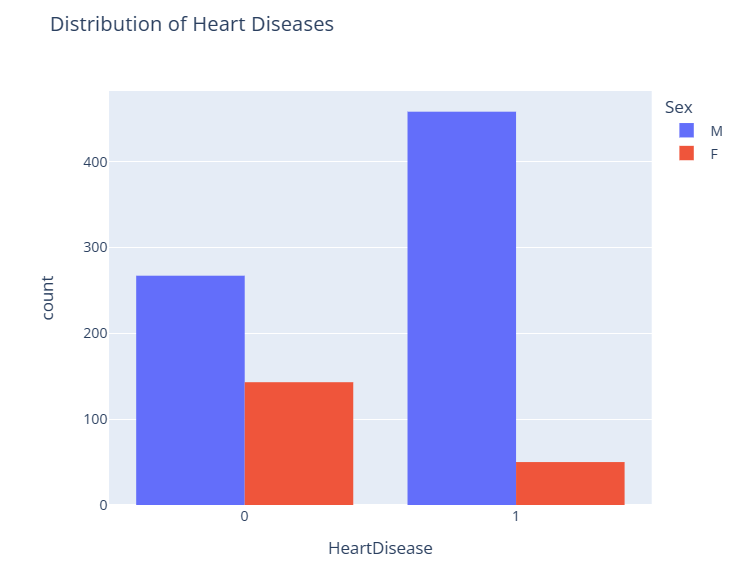 Distribution of Heart Diseases
Sex
M
F
400
300
200
100
0
count
0 1
HeartDisease